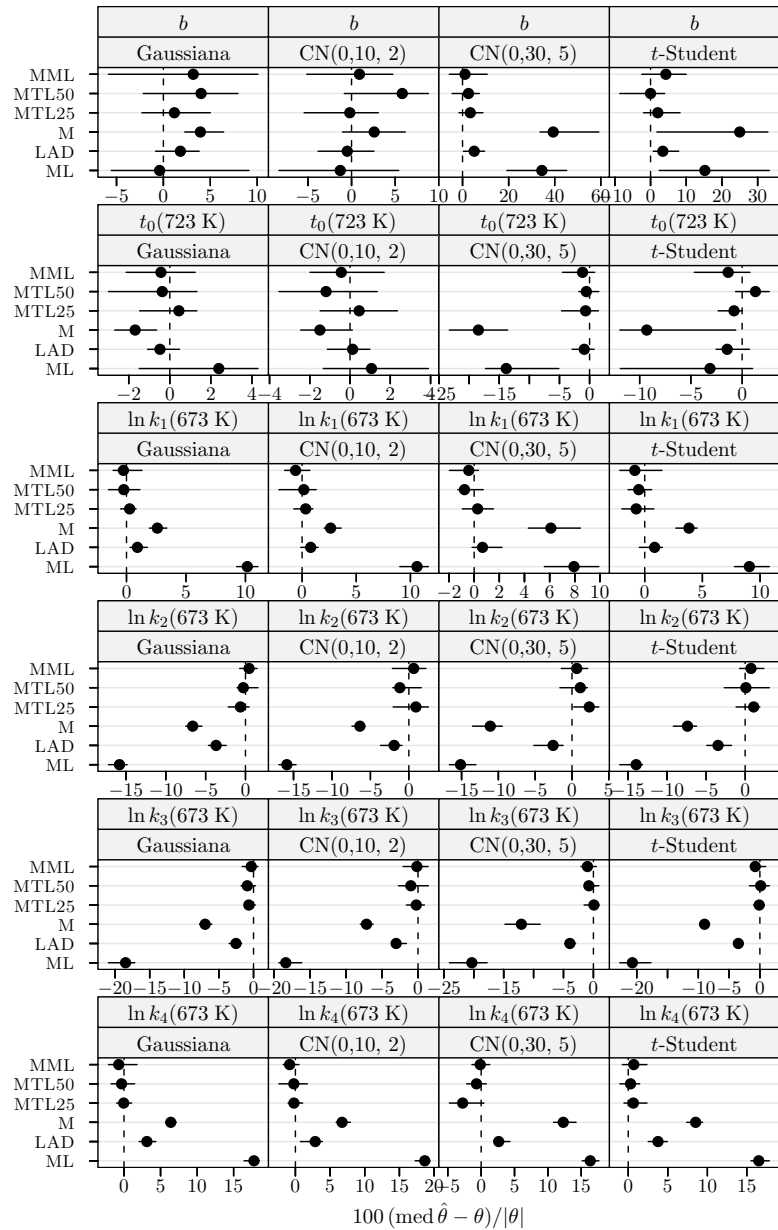 b b b b
Gaussiana CN(0,10, 2) CN(0,30, 5) t-Student
MML
MTL50
MTL25
M
LAD
ML
−5 0 5 10 −5 0 5 0 20 40 60 −10 0 10 20 30
t₀(723 K) t₀(723 K) t₀(723 K) t₀(723 K)
Gaussiana CN(0,10, 2) CN(0,30, 5) t-Student
MML
MTL50
MTL25
M
LAD
ML
−2 0 2 4 −2 0 2 4 −25 −15 −5 0 −10 −5 0
ln k₁(673 K) ln k₁(673 K) ln k₁(673 K) ln k₁(673 K)
Gaussiana CN(0,10, 2) CN(0,30, 5) t-Student
MML
MTL50
MTL25
M
LAD
ML
0 5 10 0 5 10 −2 0 2 4 6 8 10 0 5 10
ln k₂(673 K) ln k₂(673 K) ln k₂(673 K) ln k₂(673 K)
Gaussiana CN(0,10, 2) CN(0,30, 5) t-Student
MML
MTL50
MTL25
M
LAD
ML
−15 −10 −5 0 −15 −10 −5 0 −15 −10 −5 0 5 −15 −10 −5 0
ln k₃(673 K) ln k₃(673 K) ln k₃(673 K) ln k₃(673 K)
Gaussiana CN(0,10, 2) CN(0,30, 5) t-Student
MML
MTL50
MTL25
M
LAD
ML
−20 −15 −10 −5 0 −20 −15 −10 −5 0 −25 −15 −5 0 −20 −10 −5 0
ln k₄(673 K) ln k₄(673 K) ln k₄(673 K) ln k₄(673 K)
Gaussiana CN(0,10, 2) CN(0,30, 5) t-Student
MML
MTL50
MTL25
M
LAD
ML
0 5 10 15 0 5 10 15 20 −5 0 5 10 15 0 5 10 15
100 (med θ̂ − θ)/|θ|